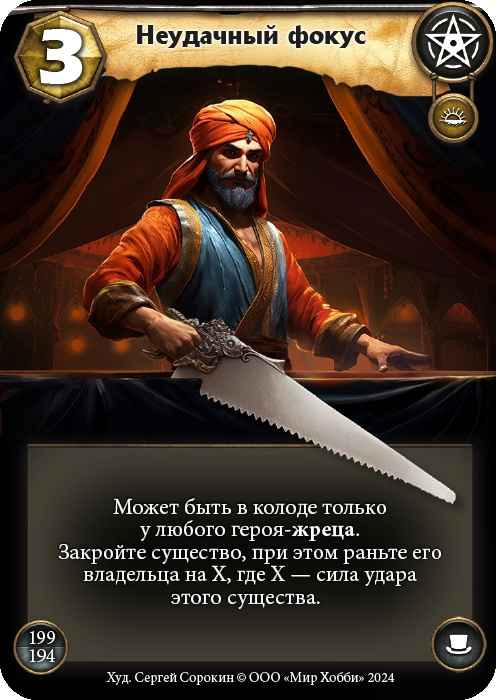 3
Неудачный фокус
Может быть в колоде только
у любого героя-жреца.
Закройте существо, при этом раньте его
владельца на X, где X — сила удара
этого существа.
199
194
Худ. Сергей Сорокин © ООО «Мир Хобби» 2024